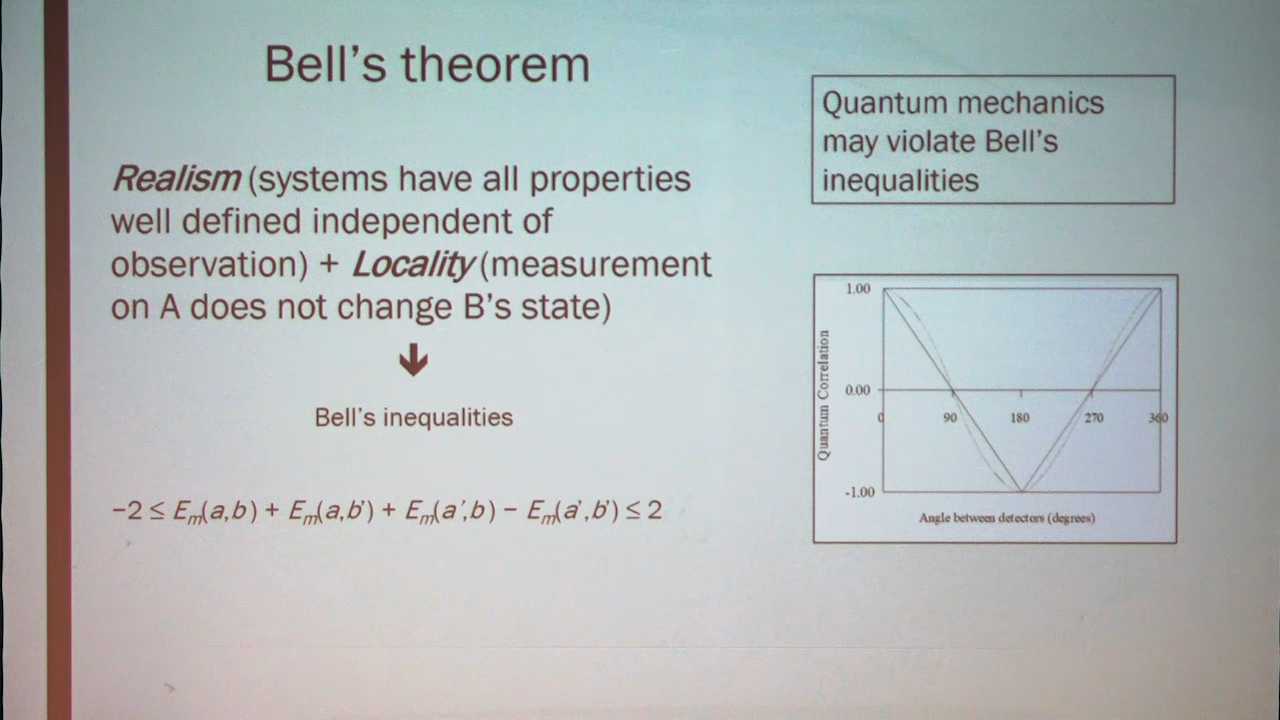 Bell's theorem
Realism (systems have all properties
well defined independent of
observation) + Locality (measurement
on A does not change B's state)
Bell's inequalities
−2 ≤ Em(a,b) + Em(a,b') + Em(a',b) − Em(a',b') ≤ 2
Quantum mechanics
may violate Bell's
inequalities
1.00
0.00
-1.00
Quantum Correlation
0 90 180 270 360
Angle between detectors (degrees)